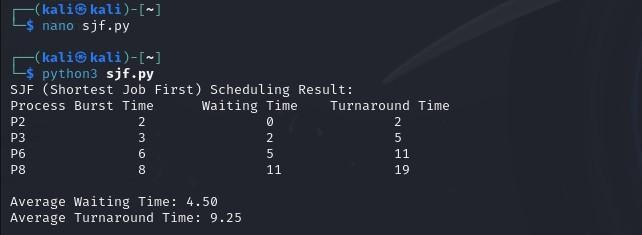 ┌──(kali㉿kali)-[~]
└─$ nano sjf.py
┌──(kali㉿kali)-[~]
└─$ python3 sjf.py
SJF (Shortest Job First) Scheduling Result:
Process Burst Time      Waiting Time    Turnaround Time
P2              2               0               2
P3              3               2               5
P6              6               5               11
P8              8               11              19
Average Waiting Time: 4.50
Average Turnaround Time: 9.25